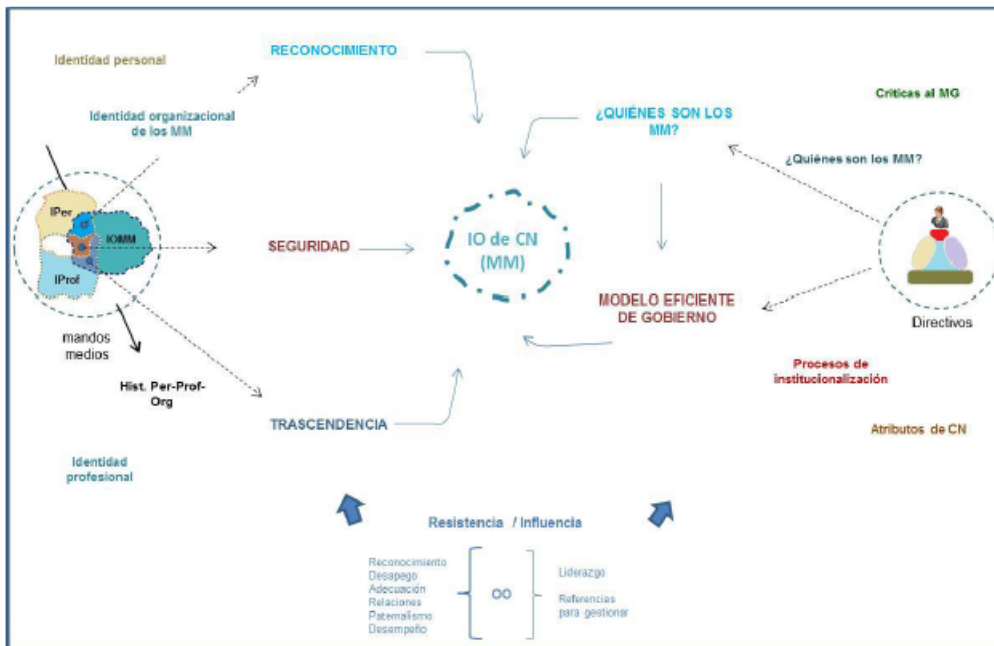 Identidad personal
RECONOCIMIENTO
Identidad organizacional
de los MM
¿QUIÉNES SON LOS
MM?
Criticas al MG
¿Quiénes son los MM?
IPer
IOMM
IProf
mandos
medios
Hist. Per-Prof-
Org
SEGURIDAD
IO de CN
(MM)
MODELO EFICIENTE
DE GOBIERNO
Directivos
Procesos de
institucionalización
TRASCENDENCIA
Atributos de CN
Identidad
profesional
Resistencia / Influencia
Reconocimiento
Desapego
Adecuación
Relaciones
Paternalismo
Desempeño
∞
Liderazgo
Referencias
para gestionar